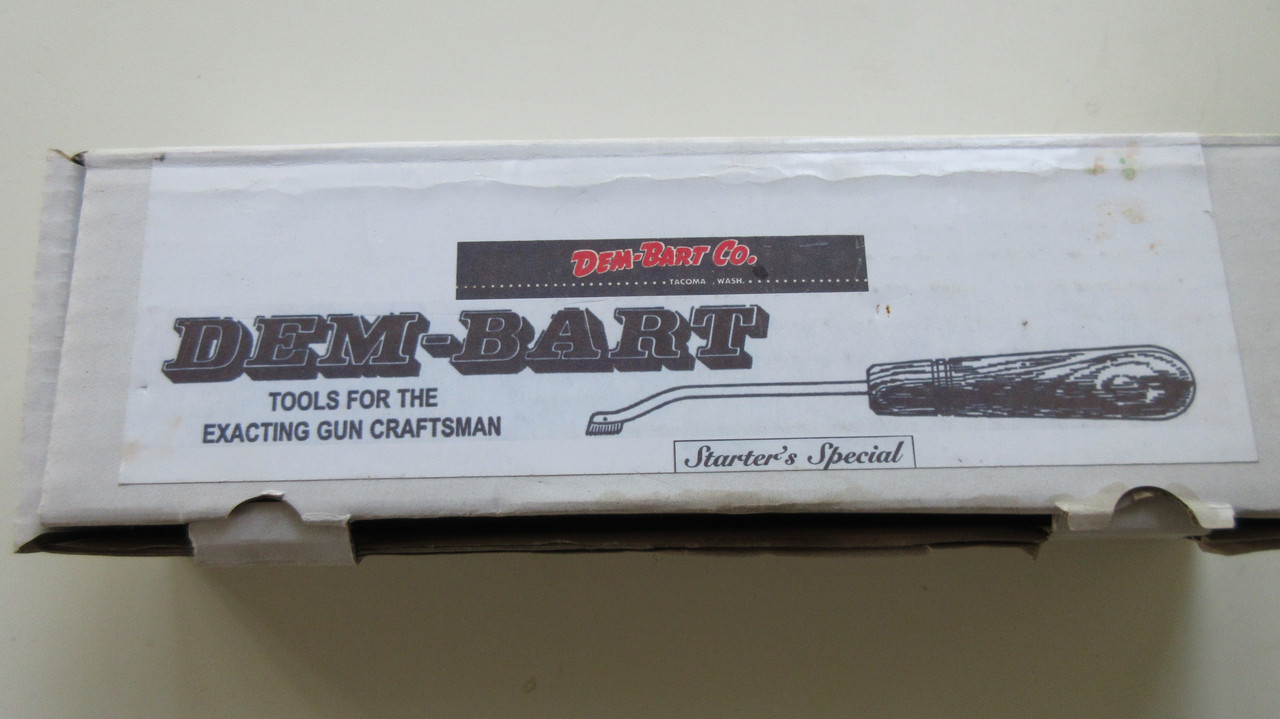 DEM-BART CO.
TACOMA, WASH.
DEM-BART
TOOLS FOR THE
EXACTING GUN CRAFTSMAN
Starter's Special